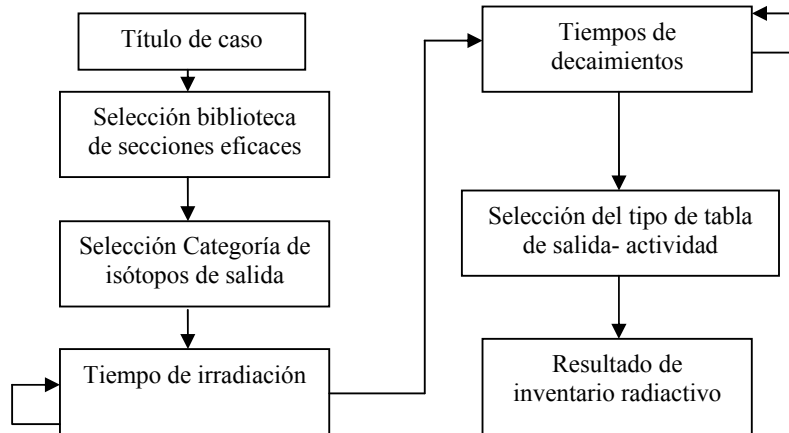 Título de caso
Selección biblioteca
de secciones eficaces
Selección Categoría de
isótopos de salida
Tiempo de irradiación
Tiempos de
decaimientos
Selección del tipo de tabla
de salida- actividad
Resultado de
inventario radiactivo